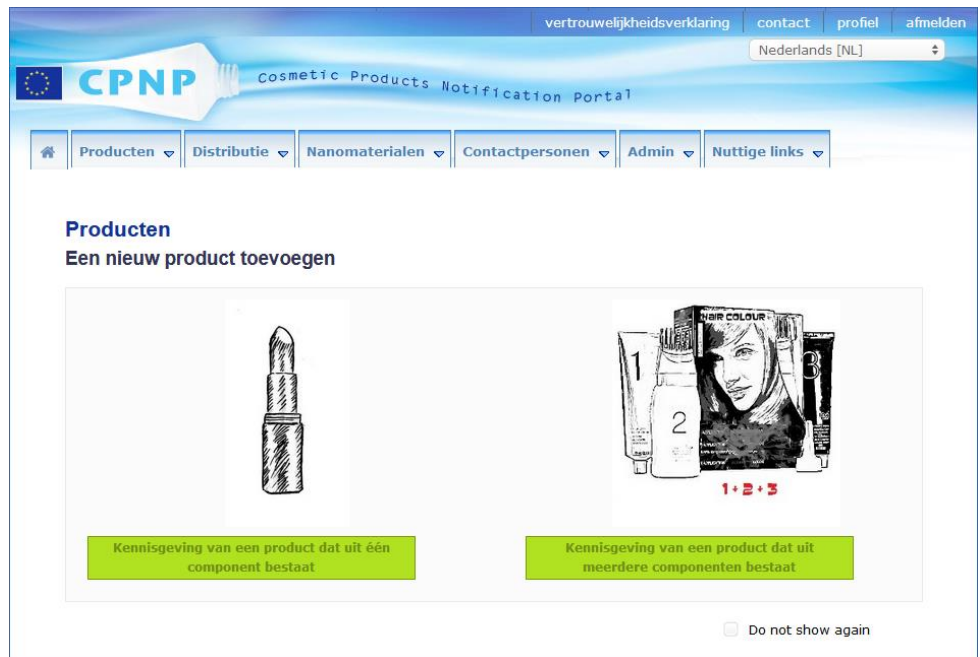 vertrouwelijkheidsverklaring contact profiel afmelden
Nederlands [NL]
CPNP Cosmetic Products Notification Portal
Producten Distributie Nanomaterialen Contactpersonen Admin Nuttige links
Producten
Een nieuw product toevoegen
HAIR COLOUR
1
2
3
1+2+3
Kennisgeving van een product dat uit één
component bestaat
Kennisgeving van een product dat uit
meerdere componenten bestaat
Do not show again